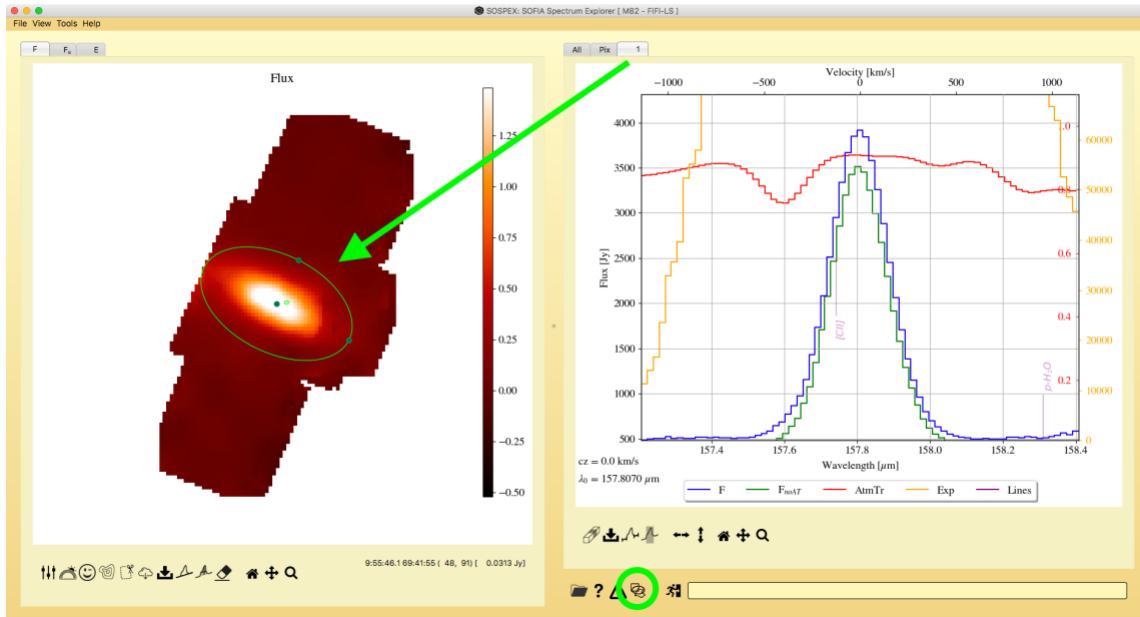 SOSPEX: SOFIA Spectrum Explorer [ M82 - FIFI-LS ]
File View Tools Help
F Fu E
Flux
1.25
1.00
0.75
0.50
0.25
0.00
−0.25
−0.50
9:55:46.1 69:41:55 ( 48, 91) [ 0.0313 Jy]
All Pix 1
Velocity [km/s]
−1000 −500 0 500 1000
4000
3500
3000
2500
2000
1500
1000
500
Flux [Jy]
1.0
0.8
0.6
0.4
0.2
60000
50000
40000
30000
20000
10000
0
[CII]
p-H₂O
157.4 157.6 157.8 158.0 158.2 158.4
Wavelength [μm]
cz = 0.0 km/s
λ₀ = 157.8070 μm
F FnoAT AtmTr Exp Lines
?